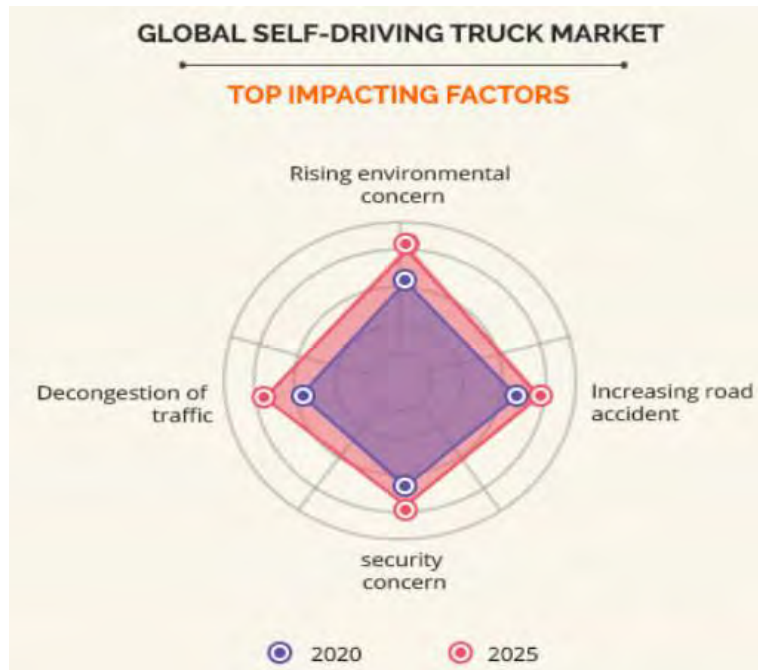 GLOBAL SELF-DRIVING TRUCK MARKET
TOP IMPACTING FACTORS
Rising environmental
concern
Decongestion of
traffic
Increasing road
accident
security
concern
2020
2025